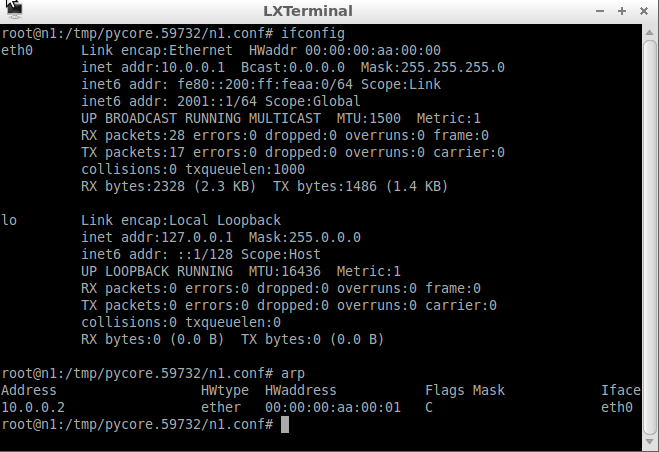 LXTerminal
root@n1:/tmp/pycore.59732/n1.conf# ifconfig
eth0      Link encap:Ethernet  HWaddr 00:00:00:aa:00:00
          inet addr:10.0.0.1  Bcast:0.0.0.0  Mask:255.255.255.0
          inet6 addr: fe80::200:ff:feaa:0/64 Scope:Link
          inet6 addr: 2001::1/64 Scope:Global
          UP BROADCAST RUNNING MULTICAST  MTU:1500  Metric:1
          RX packets:28 errors:0 dropped:0 overruns:0 frame:0
          TX packets:17 errors:0 dropped:0 overruns:0 carrier:0
          collisions:0 txqueuelen:1000
          RX bytes:2328 (2.3 KB)  TX bytes:1486 (1.4 KB)
lo        Link encap:Local Loopback
          inet addr:127.0.0.1  Mask:255.0.0.0
          inet6 addr: ::1/128 Scope:Host
          UP LOOPBACK RUNNING  MTU:16436  Metric:1
          RX packets:0 errors:0 dropped:0 overruns:0 frame:0
          TX packets:0 errors:0 dropped:0 overruns:0 carrier:0
          collisions:0 txqueuelen:0
          RX bytes:0 (0.0 B)  TX bytes:0 (0.0 B)
root@n1:/tmp/pycore.59732/n1.conf# arp
Address                  HWtype  HWaddress           Flags Mask            Iface
10.0.0.2                 ether   00:00:00:aa:00:01   C                     eth0
root@n1:/tmp/pycore.59732/n1.conf#